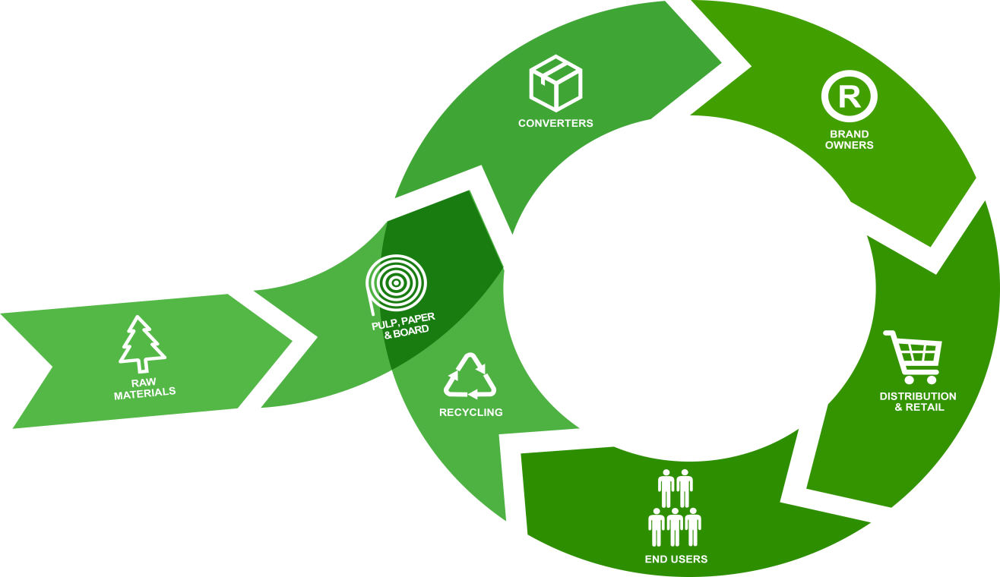 RAW
MATERIALS
PULP, PAPER
& BOARD
CONVERTERS
R
BRAND
OWNERS
DISTRIBUTION
& RETAIL
END USERS
RECYCLING